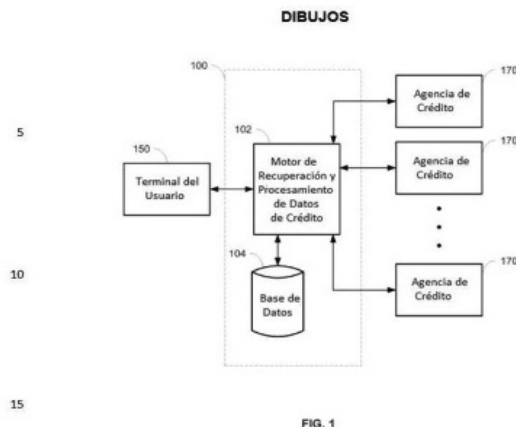 DIBUJOS
100
170
Agencia de
Crédito
5
102
150
Motor de
Recuperación y
Procesamiento
de Datos
de Crédito
Terminal del
Usuario
170
Agencia de
Crédito
10
104
Base de
Datos
170
Agencia de
Crédito
15
FIG. 1